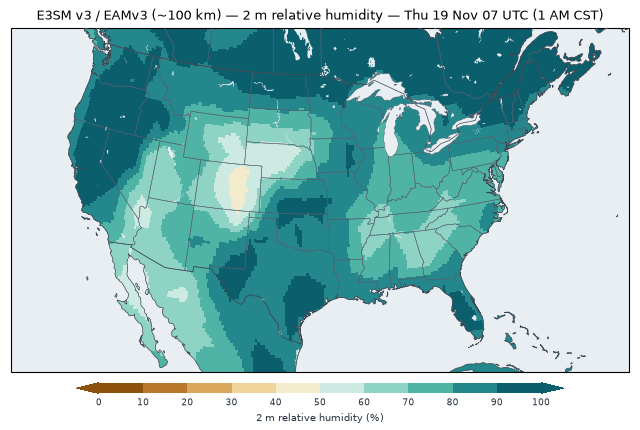 E3SM v3 / EAMv3 (~100 km) — 2 m relative humidity — Thu 19 Nov 07 UTC (1 AM CST)
0 10 20 30 40 50 60 70 80 90 100
2 m relative humidity (%)